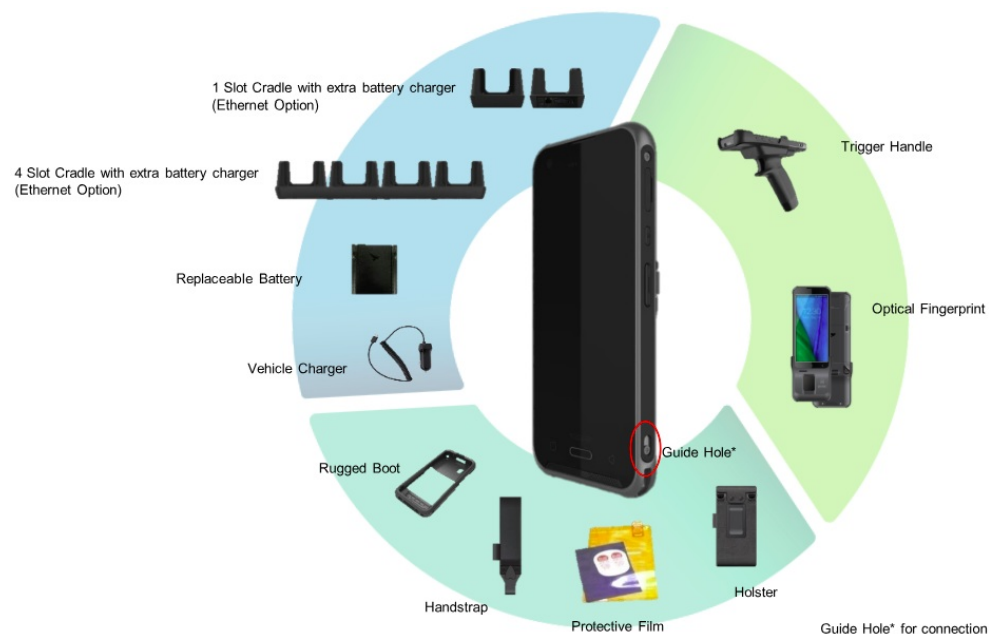 1 Slot Cradle with extra battery charger
(Ethernet Option)
Trigger Handle
4 Slot Cradle with extra battery charger
(Ethernet Option)
Replaceable Battery
Optical Fingerprint
Vehicle Charger
Guide Hole*
Rugged Boot
Handstrap
Holster
Protective Film
Guide Hole* for connection